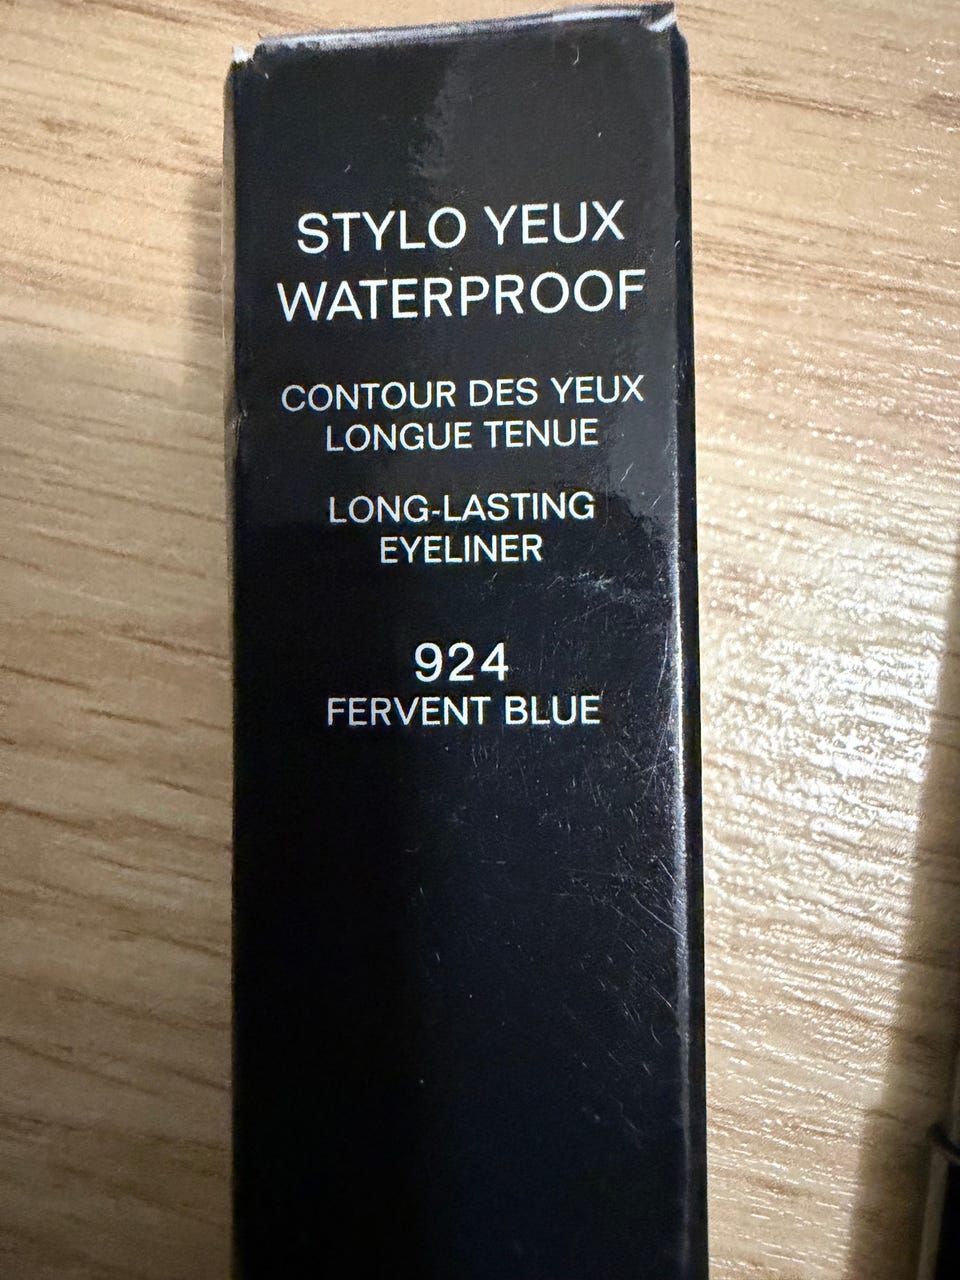 STYLO YEUX
WATERPROOF
CONTOUR DES YEUX
LONGUE TENUE
LONG-LASTING
EYELINER
924
FERVENT BLUE